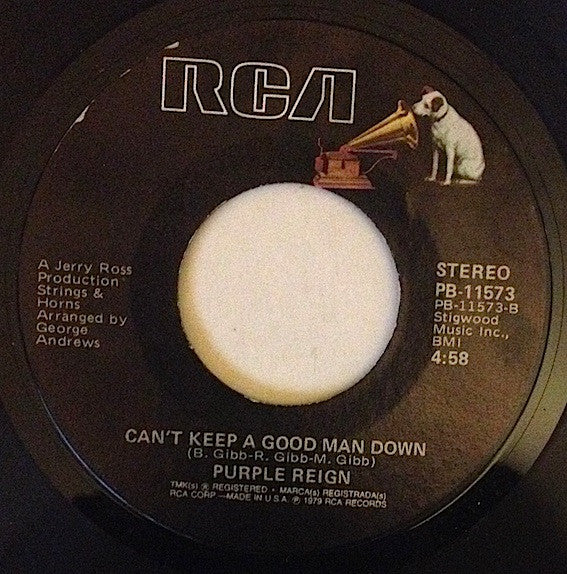 RCA
A Jerry Ross
Production
Strings &
Horns
Arranged by
George
Andrews
STEREO
PB-11573
PB-11573-B
Stigwood
Music Inc.,
BMI
4:58
CAN'T KEEP A GOOD MAN DOWN
(B. Gibb-R. Gibb-M. Gibb)
PURPLE REIGN
TMK(s) ® REGISTERED • MARCA(s) REGISTRADA(s)
RCA CORP —MADE IN U.S.A. ℗ 1979 RCA RECORDS